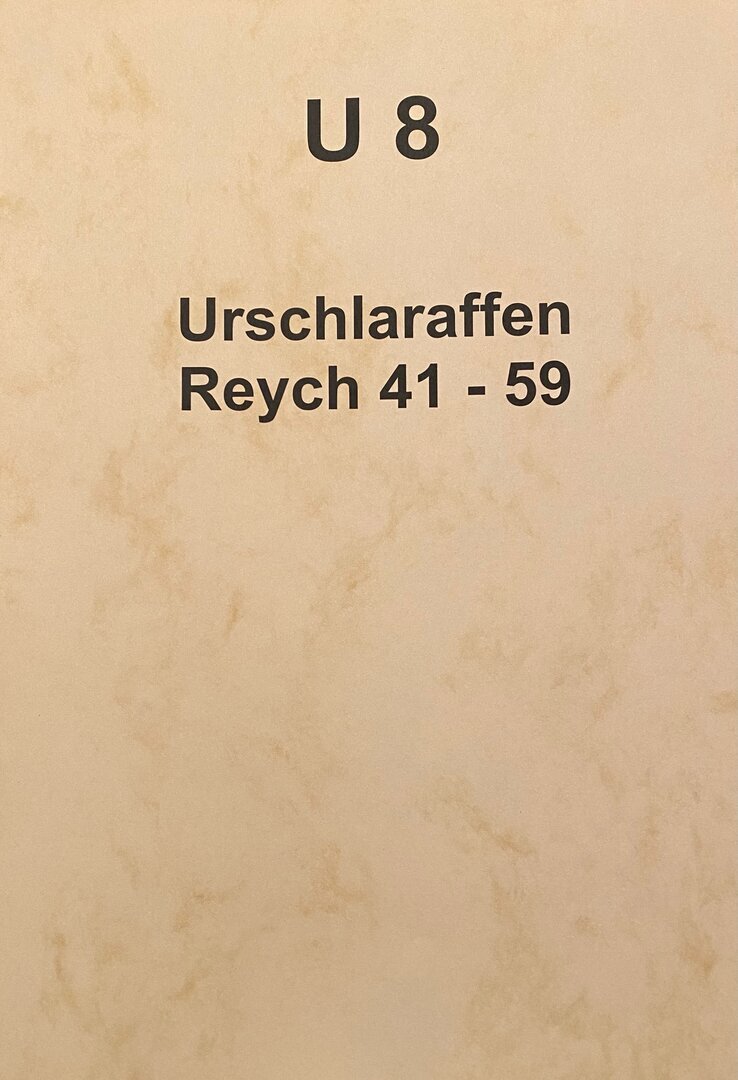 U 8
Urschlaraffen
Reych 41 - 59